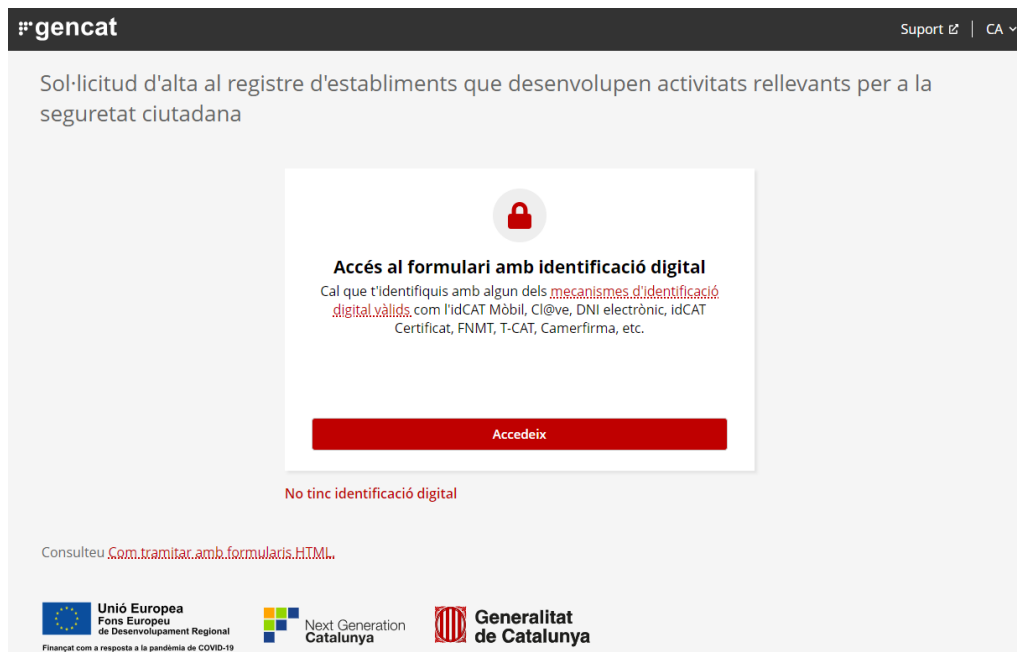 gencat
Suport
CA
Sol·licitud d'alta al registre d'establiments que desenvolupen activitats rellevants per a la
seguretat ciutadana
Accés al formulari amb identificació digital
Cal que t'identifiquis amb algun dels mecanismes d'identificació
digital vàlids com l'idCAT Mòbil, Cl@ve, DNI electrònic, idCAT
Certificat, FNMT, T-CAT, Camerfirma, etc.
Accedeix
No tinc identificació digital
Consulteu Com tramitar amb formularis HTML.
Unió Europea
Fons Europeu
de Desenvolupament Regional
Finançat com a resposta a la pandèmia de COVID-19
Next Generation
Catalunya
Generalitat
de Catalunya